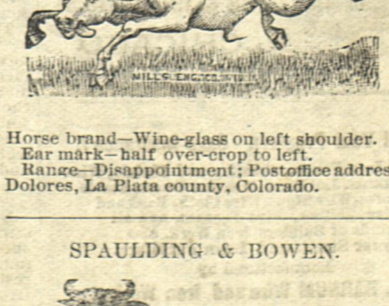 MILLS. ENG. CO.
Horse brand—Wine-glass on left shoulder.
Ear mark—half over-crop to left.
Range—Disappointment; Postoffice addres
Dolores, La Plata county, Colorado.
SPAULDING & BOWEN.